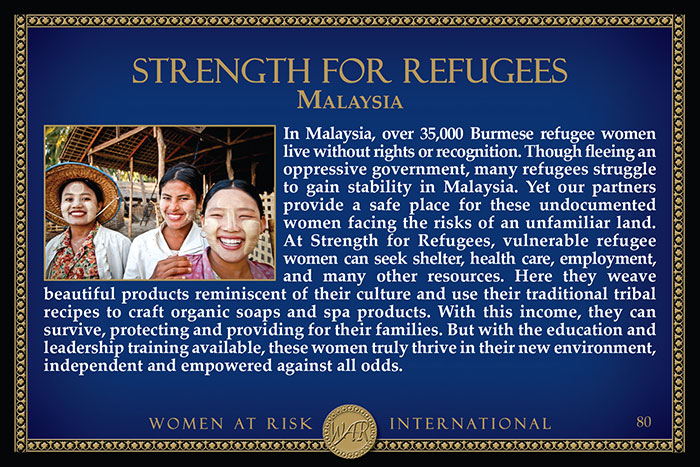 STRENGTH FOR REFUGEES
MALAYSIA
In Malaysia, over 35,000 Burmese refugee women
live without rights or recognition. Though fleeing an
oppressive government, many refugees struggle
to gain stability in Malaysia. Yet our partners
provide a safe place for these undocumented
women facing the risks of an unfamiliar land.
At Strength for Refugees, vulnerable refugee
women can seek shelter, health care, employment,
and many other resources. Here they weave
beautiful products reminiscent of their culture and use their traditional tribal
recipes to craft organic soaps and spa products. With this income, they can
survive, protecting and providing for their families. But with the education and
leadership training available, these women truly thrive in their new environment,
independent and empowered against all odds.
WOMEN AT RISK WAR INTERNATIONAL 80